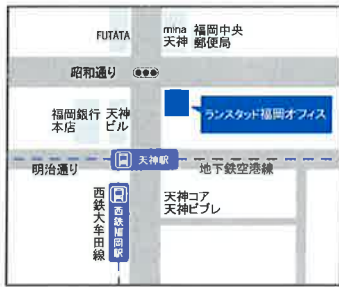 FUTATA
mina
天神
福岡中央
郵便局
昭和通り
福岡銀行
本店
天神
ビル
ランスタッド福岡オフィス
天神駅
明治通り
地下鉄空港線
西鉄大牟田線
西鉄福岡駅
天神コア
天神ビブレ